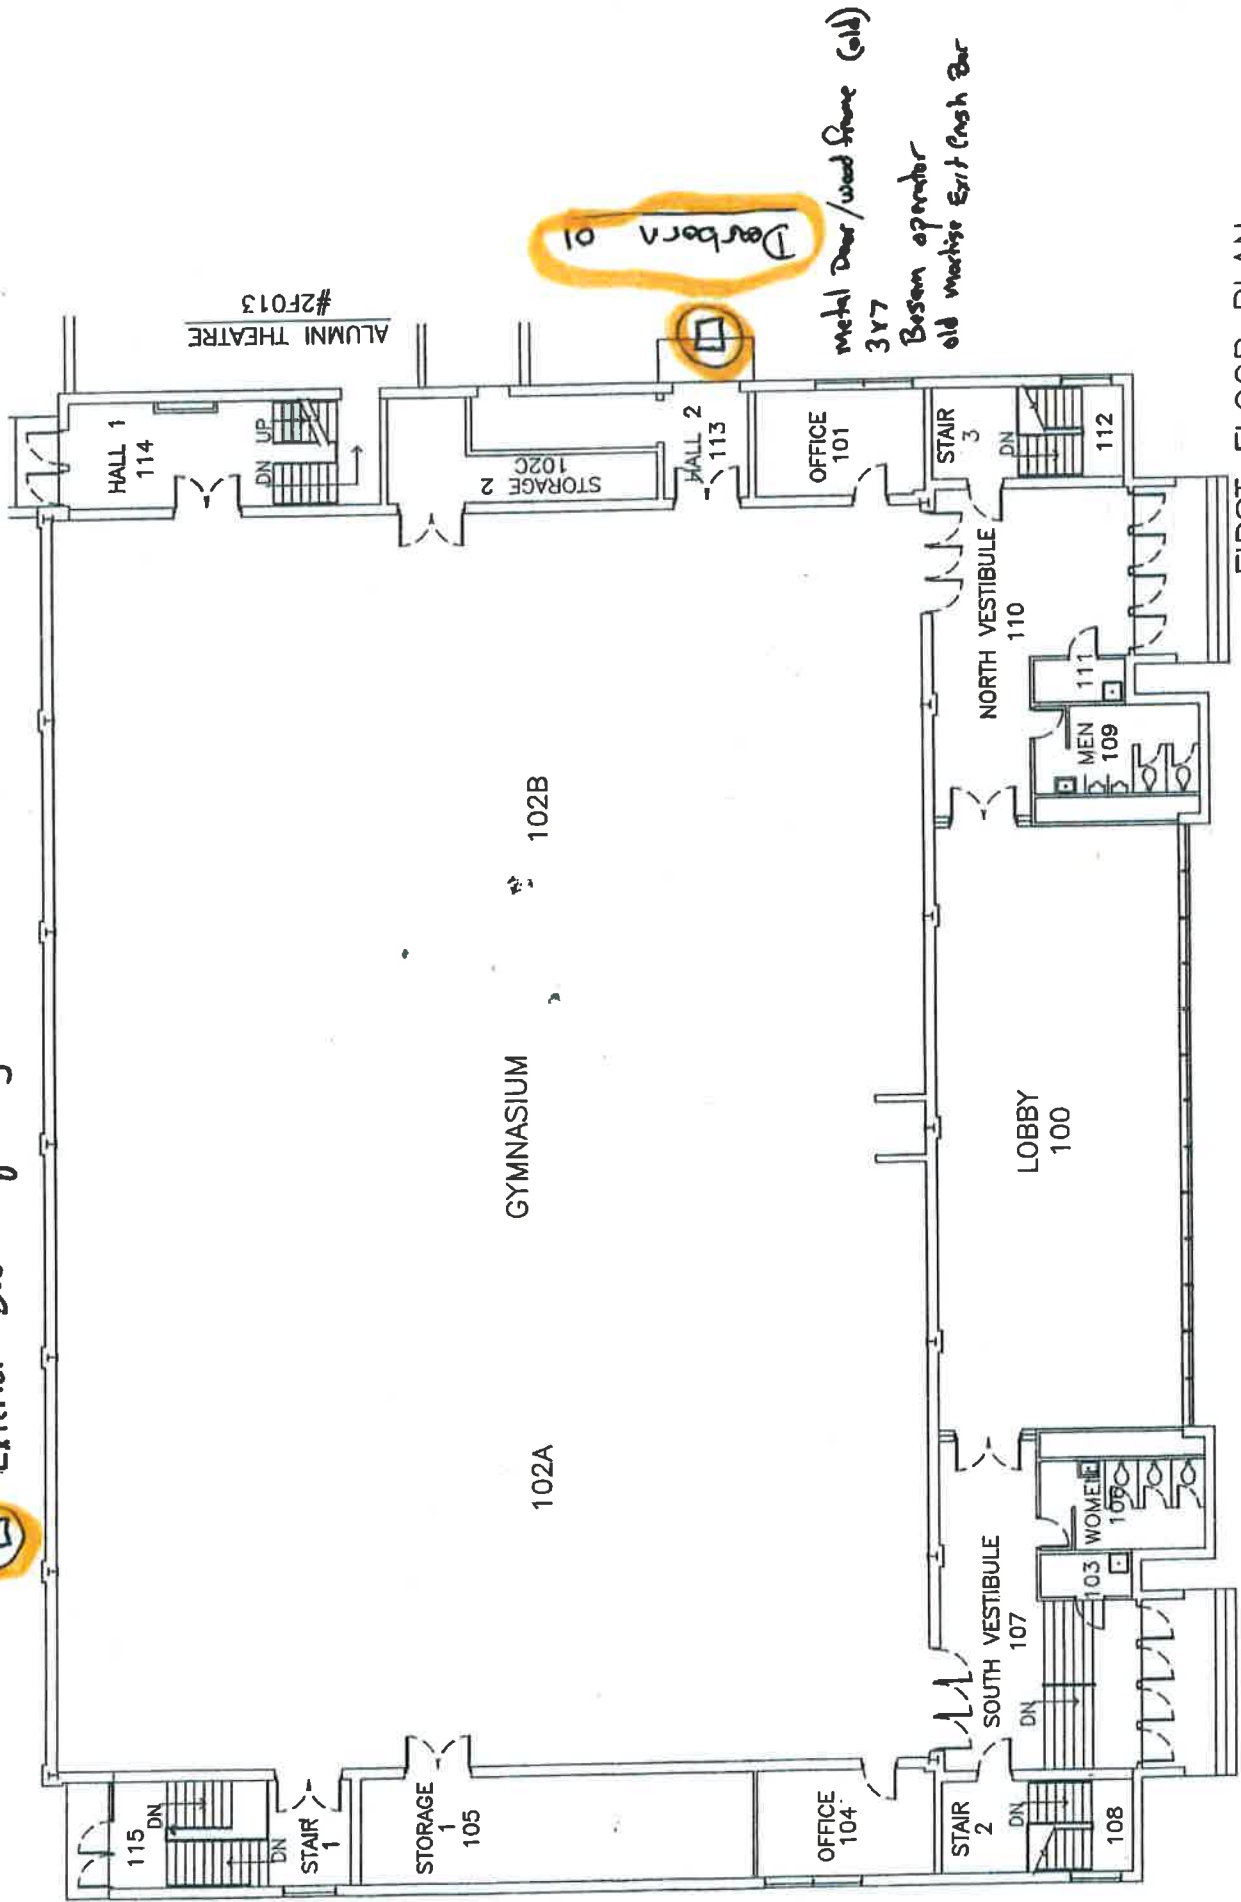 External
ALUMNI THEATRE
#2F013
HALL 1
114
UP
DN
STORAGE 2
102C
HALL 2
113
Dearborn 01
metal Door/wood frame (old)
3x7
Besam operator
old mortise Exit Crash Bar
OFFICE
101
STAIR
3
DN
112
NORTH VESTIBULE
110
111
MEN
109
102B
GYMNASIUM
102A
LOBBY
100
WOMEN
106
103
SOUTH VESTIBULE
107
DN
115
DN
DN
STAIR
1
STORAGE
1
105
OFFICE
104
STAIR
2
DN
108
FIRST FLOOR PLAN